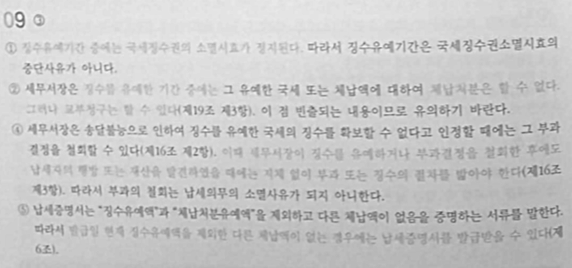 09 ③
① 징수유예기간 중에는 국세징수권의 소멸시효가 정지된다. 따라서 징수유예기간은 국세징수권소멸시효의
중단사유가 아니다.
② 세무서장은 징수를 유예한 기간 중에는 그 유예한 국세 또는 체납액에 대하여 체납처분은 할 수 없다.
그러나 교부청구는 할 수 있다(제19조 제3항). 이 점 빈출되는 내용이므로 유의하기 바란다.
④ 세무서장은 송달불능으로 인하여 징수를 유예한 국세의 징수를 확보할 수 없다고 인정할 때에는 그 부과
결정을 철회할 수 있다(제16조 제2항). 이때 세무서장이 징수를 유예하거나 부과결정을 철회한 후에도
납세자의 행방 또는 재산을 발견하였을 때에는 지체 없이 부과 또는 징수의 절차를 밟아야 한다(제16조
제3항). 따라서 부과의 철회는 납세의무의 소멸사유가 되지 아니한다.
⑤ 납세증명서는 "징수유예액"과 "체납처분유예액"을 제외하고 다른 체납액이 없음을 증명하는 서류를 말한다.
따라서 발급일 현재 징수유예액을 제외한 다른 체납액이 없는 경우에는 납세증명서를 발급받을 수 있다(제
6조).